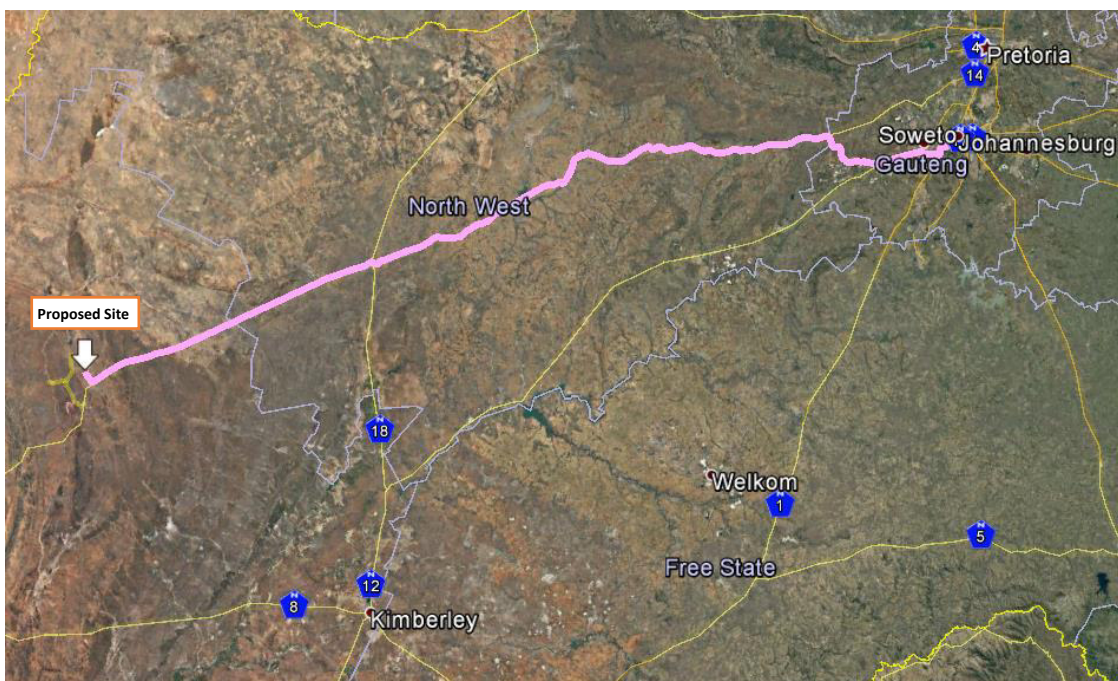 N
4
Pretoria
N
14
Soweto
N
Johannesburg
Gauteng
North West
Proposed Site
N
18
Welkom
N
1
N
5
Free State
N
12
N
8
Kimberley